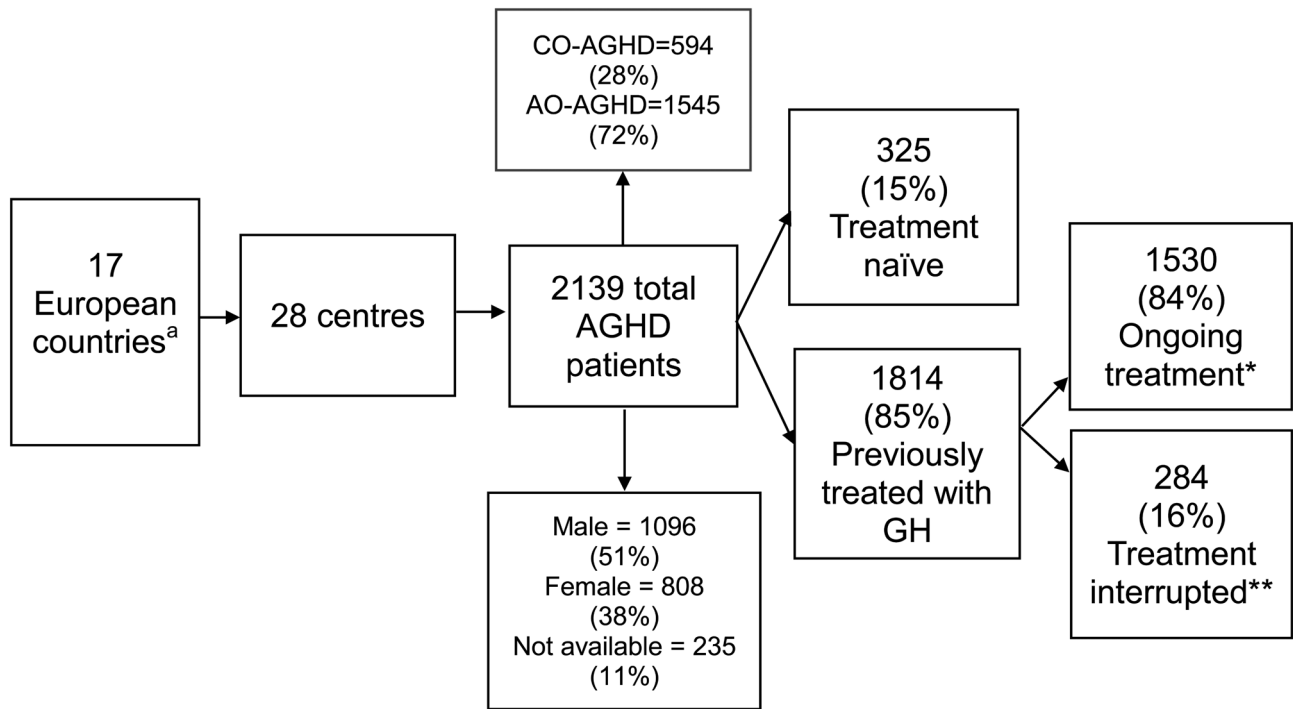 17
European
countriesᵃ
28 centres
2139 total
AGHD
patients
CO-AGHD=594
(28%)
AO-AGHD=1545
(72%)
Male = 1096
(51%)
Female = 808
(38%)
Not available = 235
(11%)
325
(15%)
Treatment
naïve
1814
(85%)
Previously
treated with
GH
1530
(84%)
Ongoing
treatment*
284
(16%)
Treatment
interrupted**